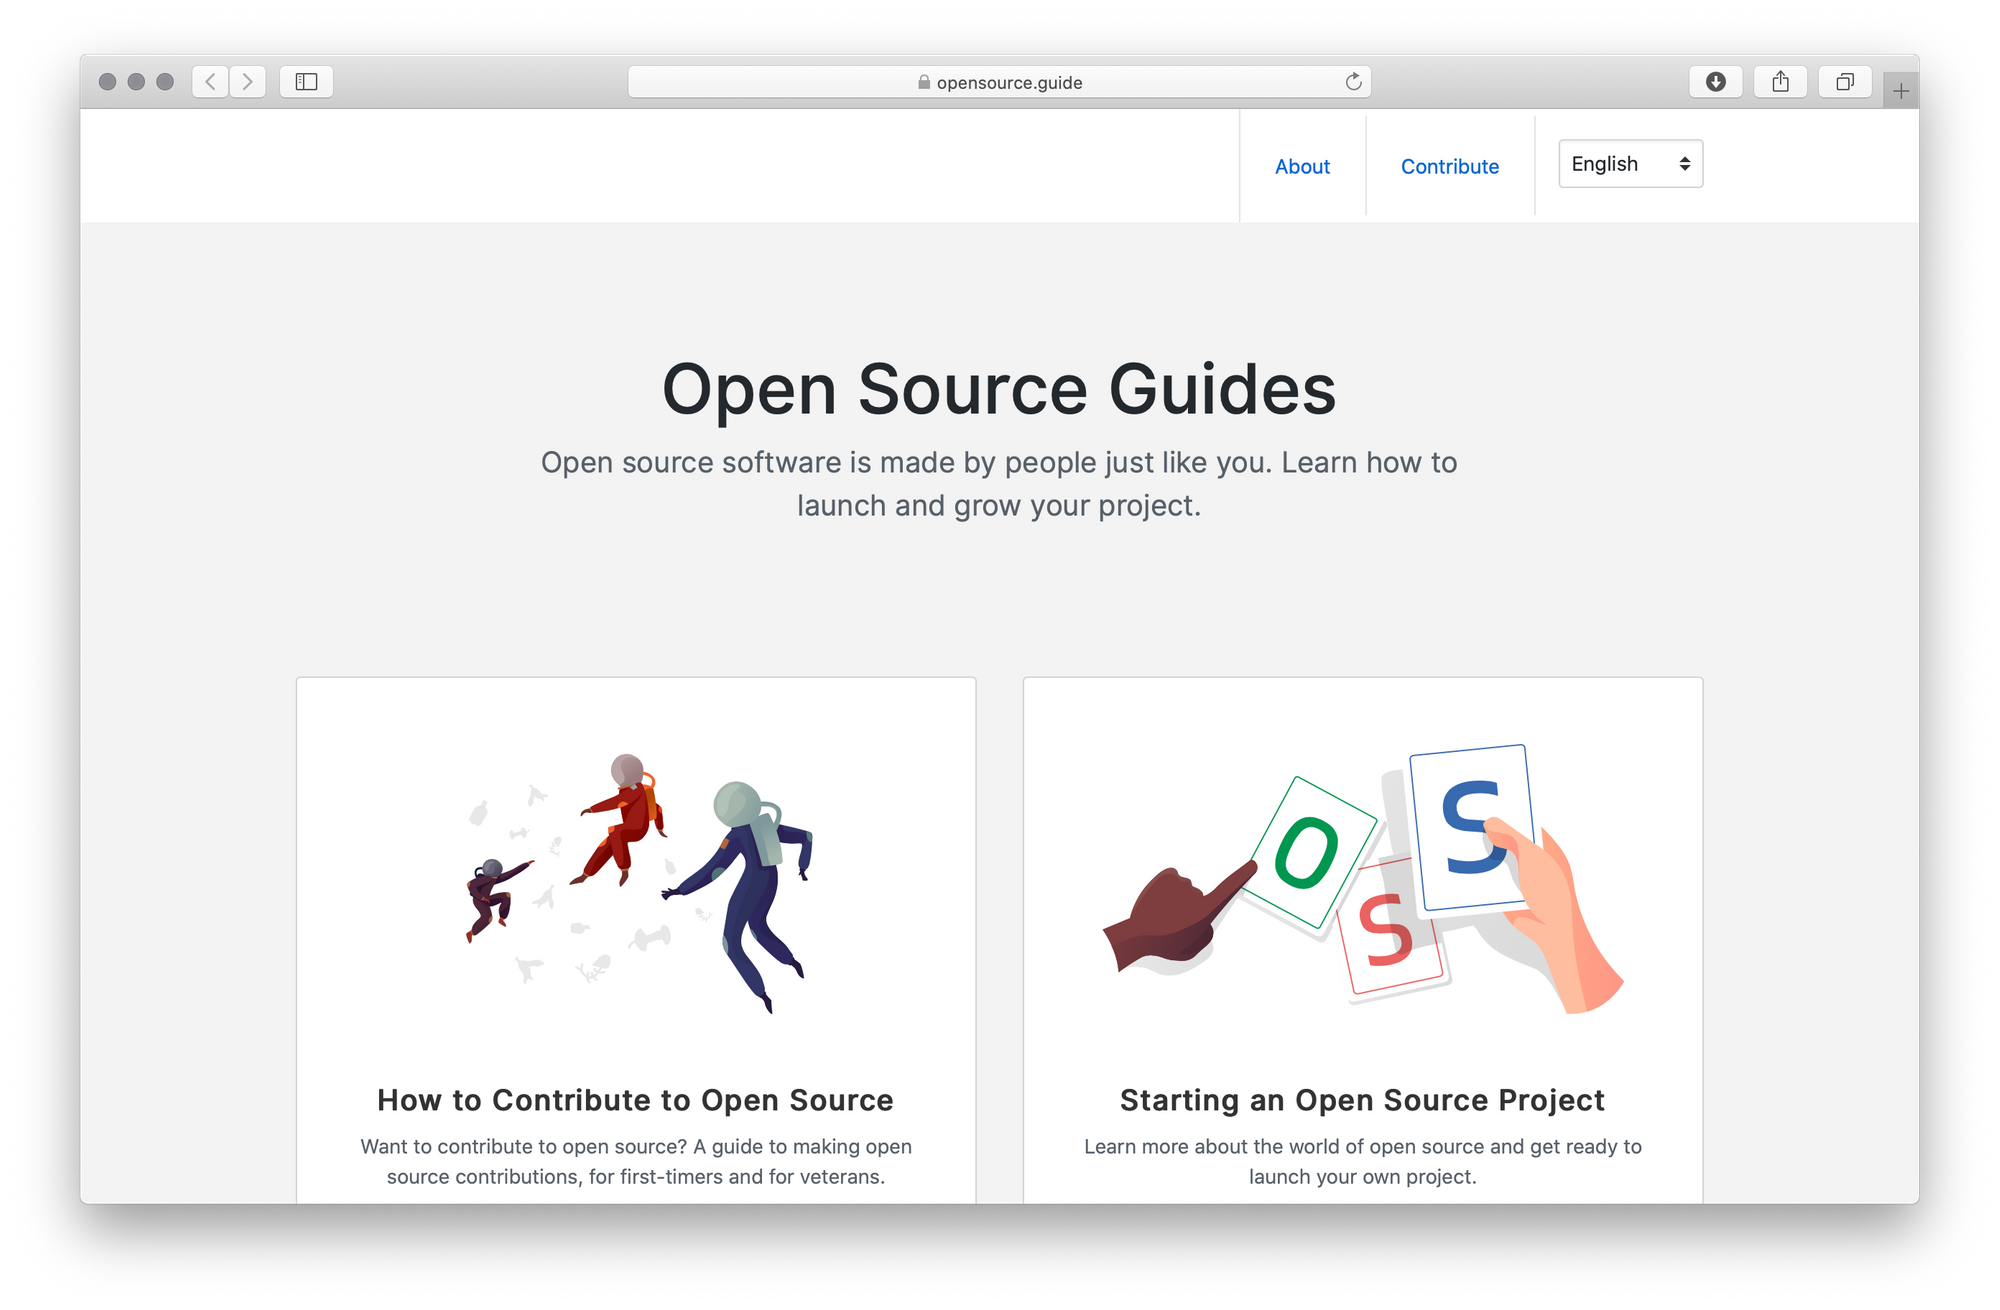 opensource.guide
About
Contribute
English
Open Source Guides
Open source software is made by people just like you. Learn how to
launch and grow your project.
O
S
S
How to Contribute to Open Source
Want to contribute to open source? A guide to making open
source contributions, for first-timers and for veterans.
Starting an Open Source Project
Learn more about the world of open source and get ready to
launch your own project.